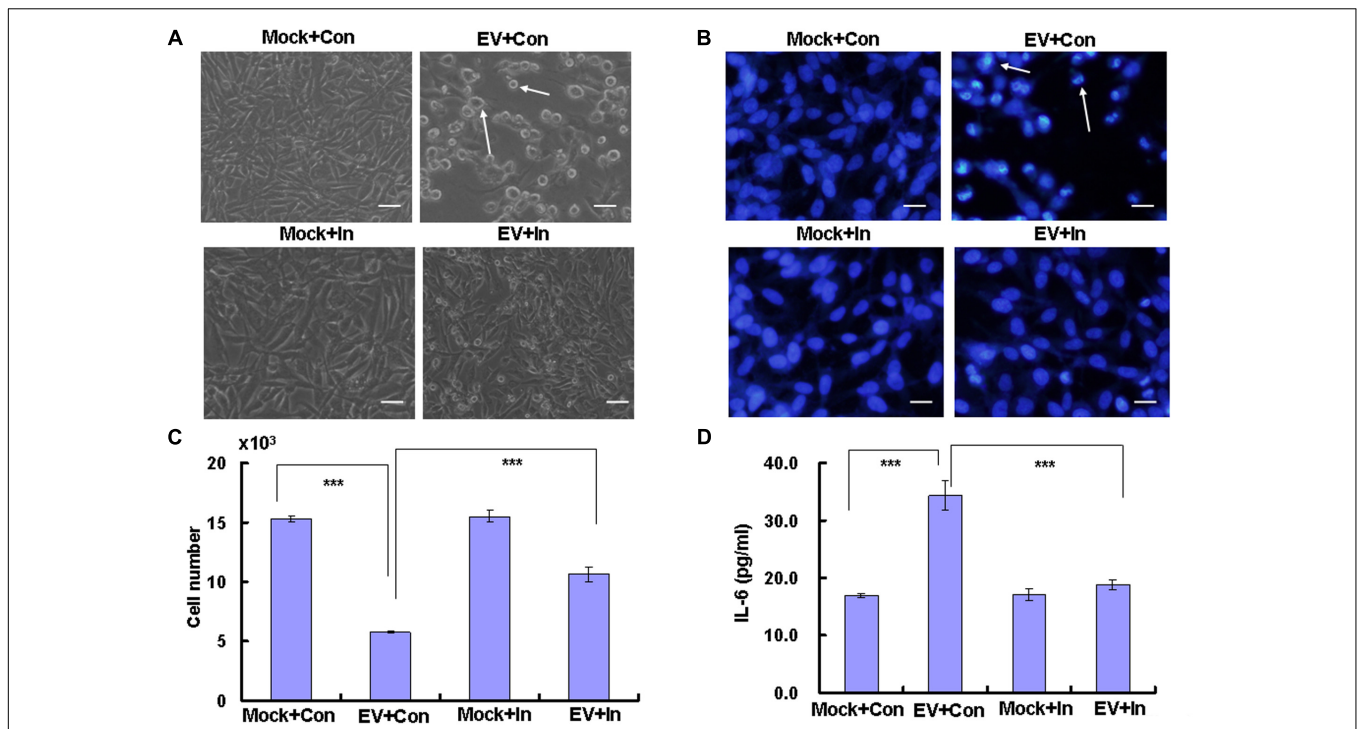 A
Mock+Con
EV+Con
Mock+In
EV+In
B
Mock+Con
EV+Con
Mock+In
EV+In
C
x10³
20
15
10
5
0
Cell number
***
***
Mock+Con
EV+Con
Mock+In
EV+In
D
40.0
30.0
20.0
10.0
0.0
IL-6 (pg/ml)
***
***
Mock+Con
EV+Con
Mock+In
EV+In